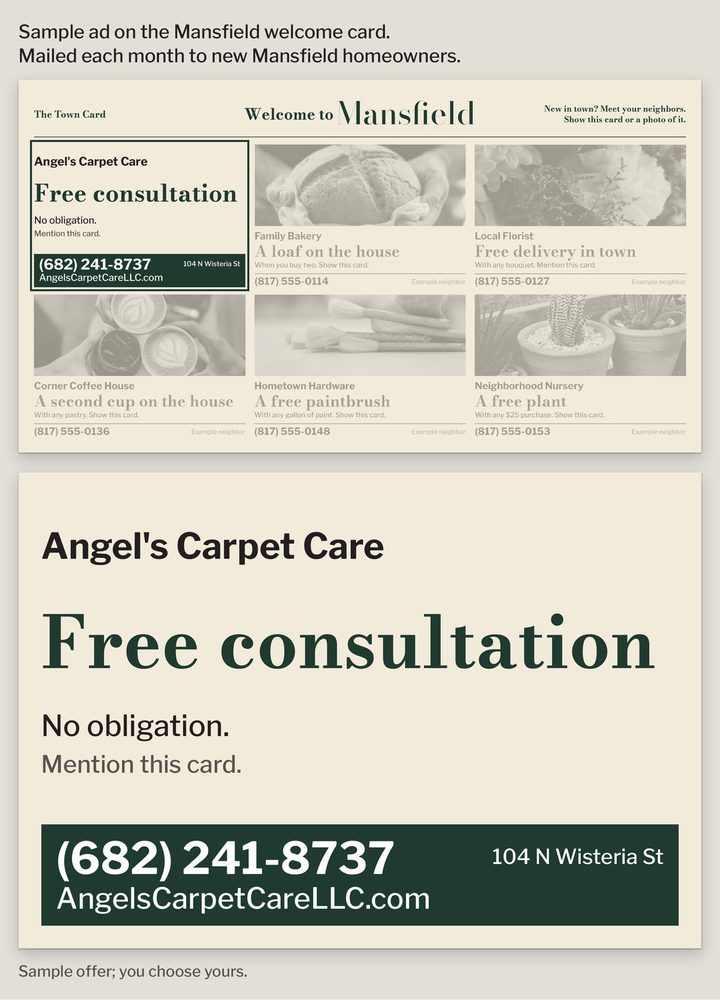 Sample ad on the Mansfield welcome card.
Mailed each month to new Mansfield homeowners.
The Town Card
Welcome to Mansfield
New in town? Meet your neighbors.
Show this card or a photo of it.
Angel's Carpet Care
Free consultation
No obligation.
Mention this card.
(682) 241-8737
104 N Wisteria St
AngelsCarpetCareLLC.com
Family Bakery
A loaf on the house
When you buy two. Show this card.
(817) 555-0114
Example neighbor
Local Florist
Free delivery in town
With any bouquet. Mention this card.
(817) 555-0127
Example neighbor
Corner Coffee House
A second cup on the house
With any pastry. Show this card.
(817) 555-0136
Example neighbor
Hometown Hardware
A free paintbrush
With any gallon of paint. Show this card.
(817) 555-0148
Example neighbor
Neighborhood Nursery
A free plant
With any $25 purchase. Show this card.
(817) 555-0153
Example neighbor
Angel's Carpet Care
Free consultation
No obligation.
Mention this card.
(682) 241-8737
104 N Wisteria St
AngelsCarpetCareLLC.com
Sample offer; you choose yours.